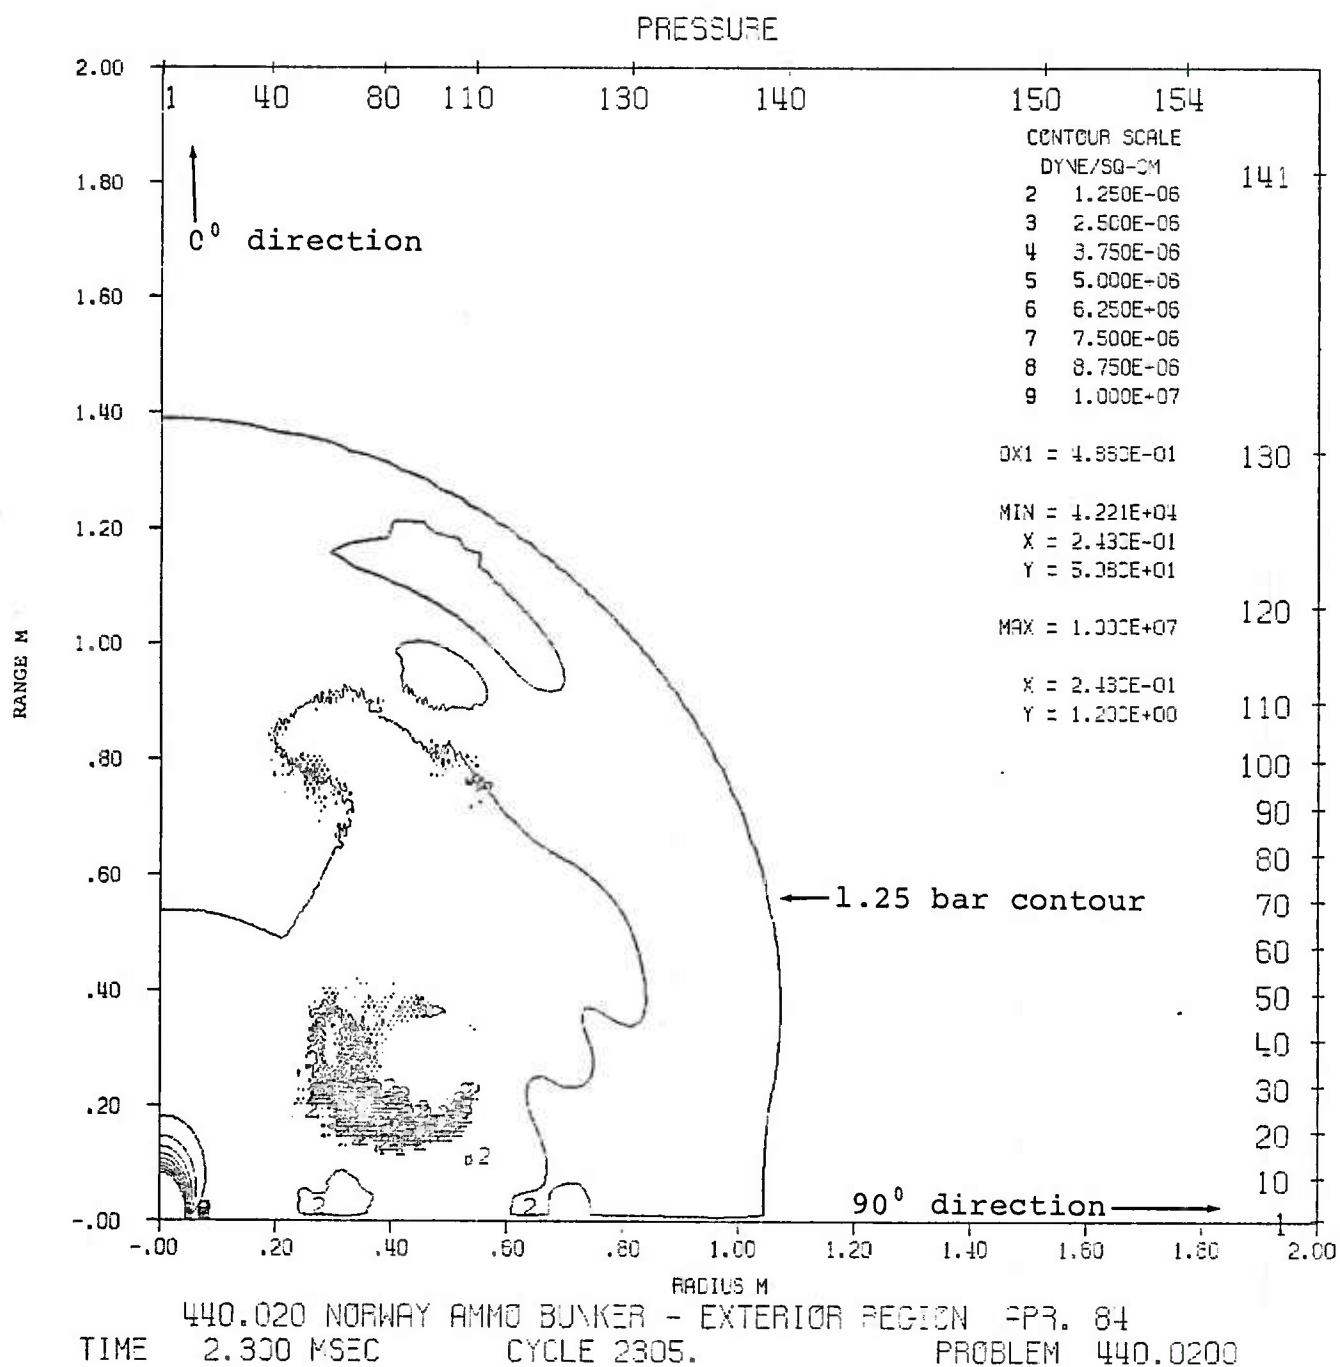 PRESSURE
2.00
1 40 80 110 130 140 150 154
CONTOUR SCALE
DYNE/SQ-CM
2 1.250E+06
3 2.500E+06
4 3.750E+06
5 5.000E+06
6 6.250E+06
7 7.500E+06
8 8.750E+06
9 1.000E+07
141
1.80
0⁰ direction
1.60
1.40
DX1 =
130
MIN = 4.221E+04
X = 2.430E-01
Y = 5.080E+01
1.20
MAX =
120
X = 2.430E-01
Y = 1.200E+00
1.00
RANGE M
110
.80
100
90
80
.60
1.25 bar contour
70
60
.40
50
40
30
.20
20
2
10
2 2
90⁰ direction
-.00
1
-.00 .20 .40 .60 .80 1.00 1.20 1.40 1.60 1.80 2.00
RADIUS M
440.020 NORWAY AMMO BUNKER - EXTERIOR REGION APR. 84
TIME 2.330 MSEC CYCLE 2305. PROBLEM 440.0200